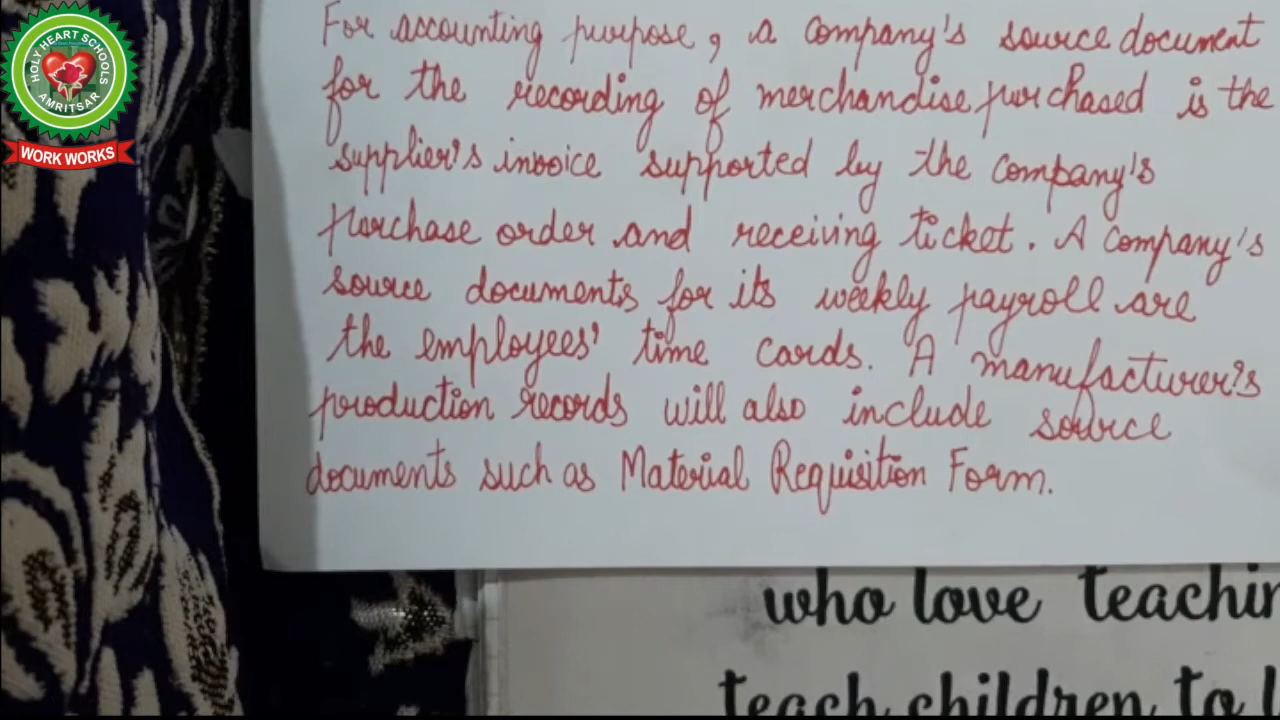 HOLY HEART SCHOOLS
AMRITSAR
WORK WORKS
For accounting purpose, a company's source document
for the recording of merchandise purchased is the
supplier's invoice supported by the company's
purchase order and receiving ticket. A company's
source documents for its weekly payroll are
the employees' time cards. A manufacturer's
production records will also include source
documents such as Material Requisition Form.
who love teachin
teach children to l